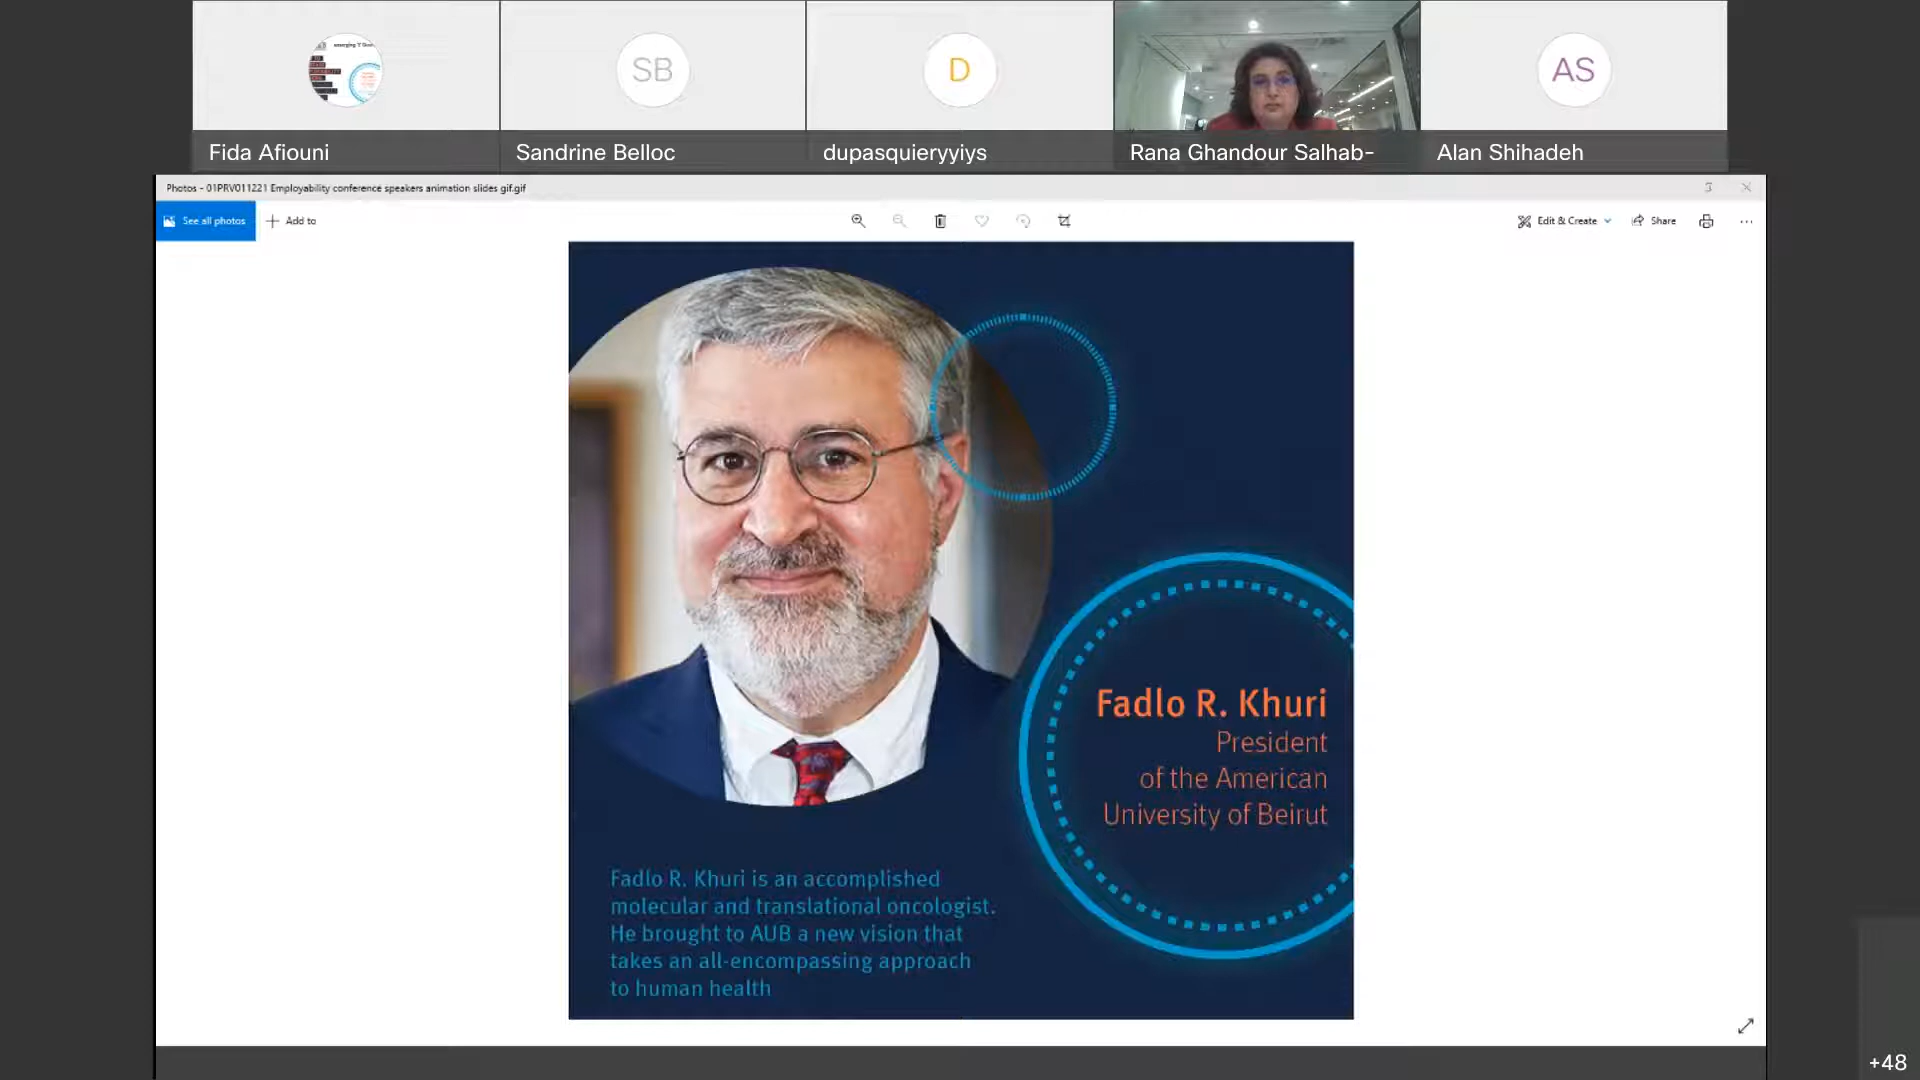 emerging
SB
D
AS
Fida Afiouni
Sandrine Belloc
dupasquieryyiys
Rana Ghandour Salhab-
Alan Shihadeh
Photos - 01PRV011221 Employability conference speakers animation slides gif.gif
See all photos
Add to
Edit & Create
Share
Fadlo R. Khuri
President
of the American
University of Beirut
Fadlo R. Khuri is an accomplished
molecular and translational oncologist.
He brought to AUB a new vision that
takes an all-encompassing approach
to human health
+48